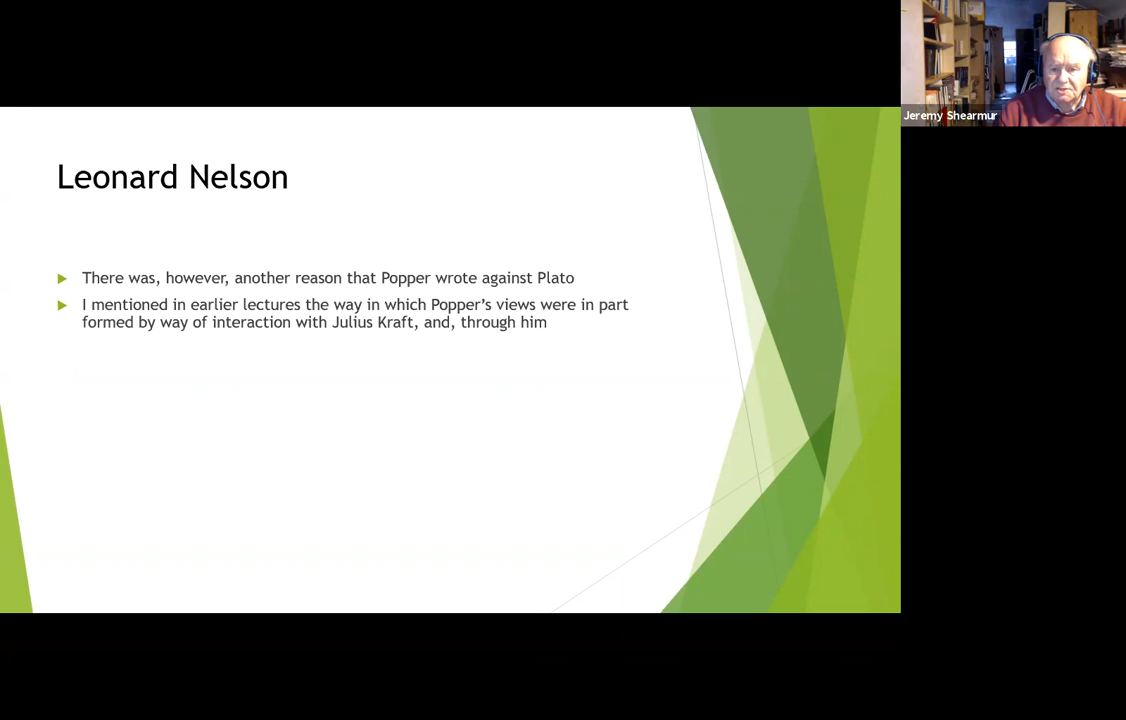 Jeremy Shearmur
Leonard Nelson
There was, however, another reason that Popper wrote against Plato
I mentioned in earlier lectures the way in which Popper’s views were in part
formed by way of interaction with Julius Kraft, and, through him